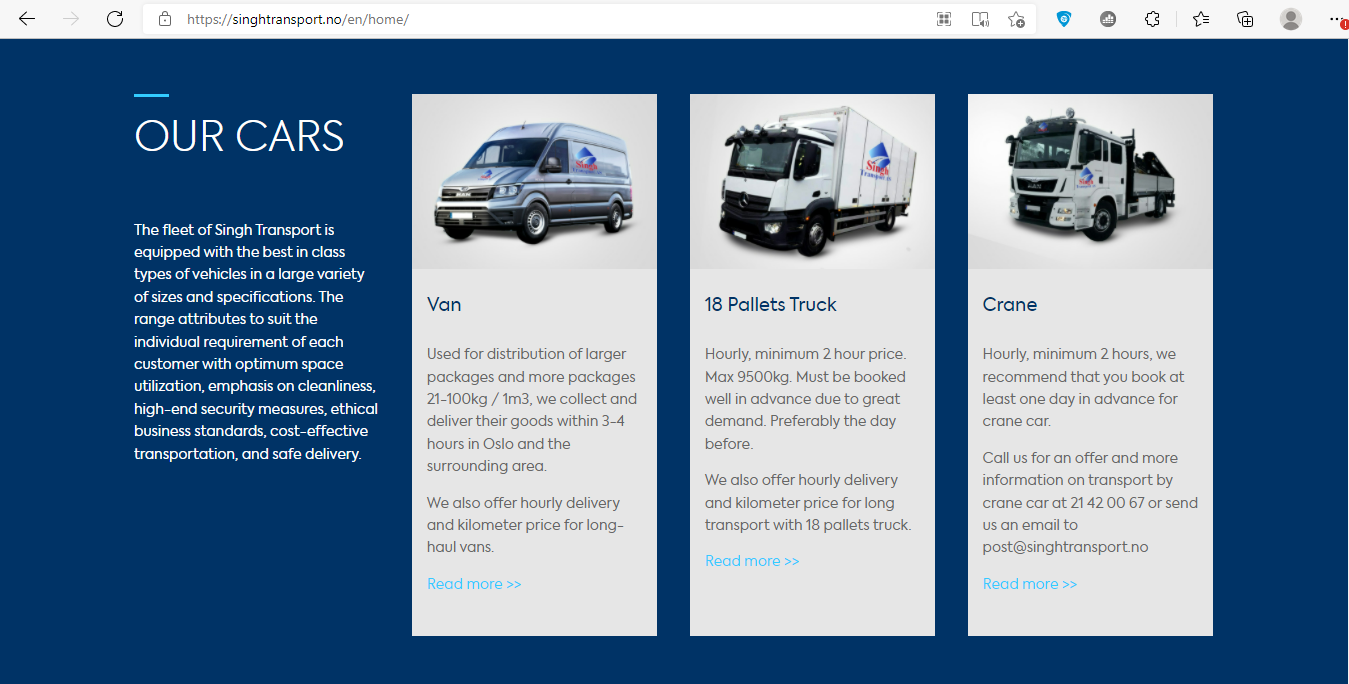 https://singhtransport.no/en/home/
OUR CARS
The fleet of Singh Transport is
equipped with the best in class
types of vehicles in a large variety
of sizes and specifications. The
range attributes to suit the
individual requirement of each
customer with optimum space
utilization, emphasis on cleanliness,
high-end security measures, ethical
business standards, cost-effective
transportation, and safe delivery.
Singh
Transport
Van
Used for distribution of larger
packages and more packages
21-100kg / 1m3, we collect and
deliver their goods within 3-4
hours in Oslo and the
surrounding area.
We also offer hourly delivery
and kilometer price for long-
haul vans.
Read more >>
Singh
Transport
18 Pallets Truck
Hourly, minimum 2 hour price.
Max 9500kg. Must be booked
well in advance due to great
demand. Preferably the day
before.
We also offer hourly delivery
and kilometer price for long
transport with 18 pallets truck.
Read more >>
Singh
Crane
Hourly, minimum 2 hours, we
recommend that you book at
least one day in advance for
crane car.
Call us for an offer and more
information on transport by
crane car at 21 42 00 67 or send
us an email to
post@singhtransport.no
Read more >>